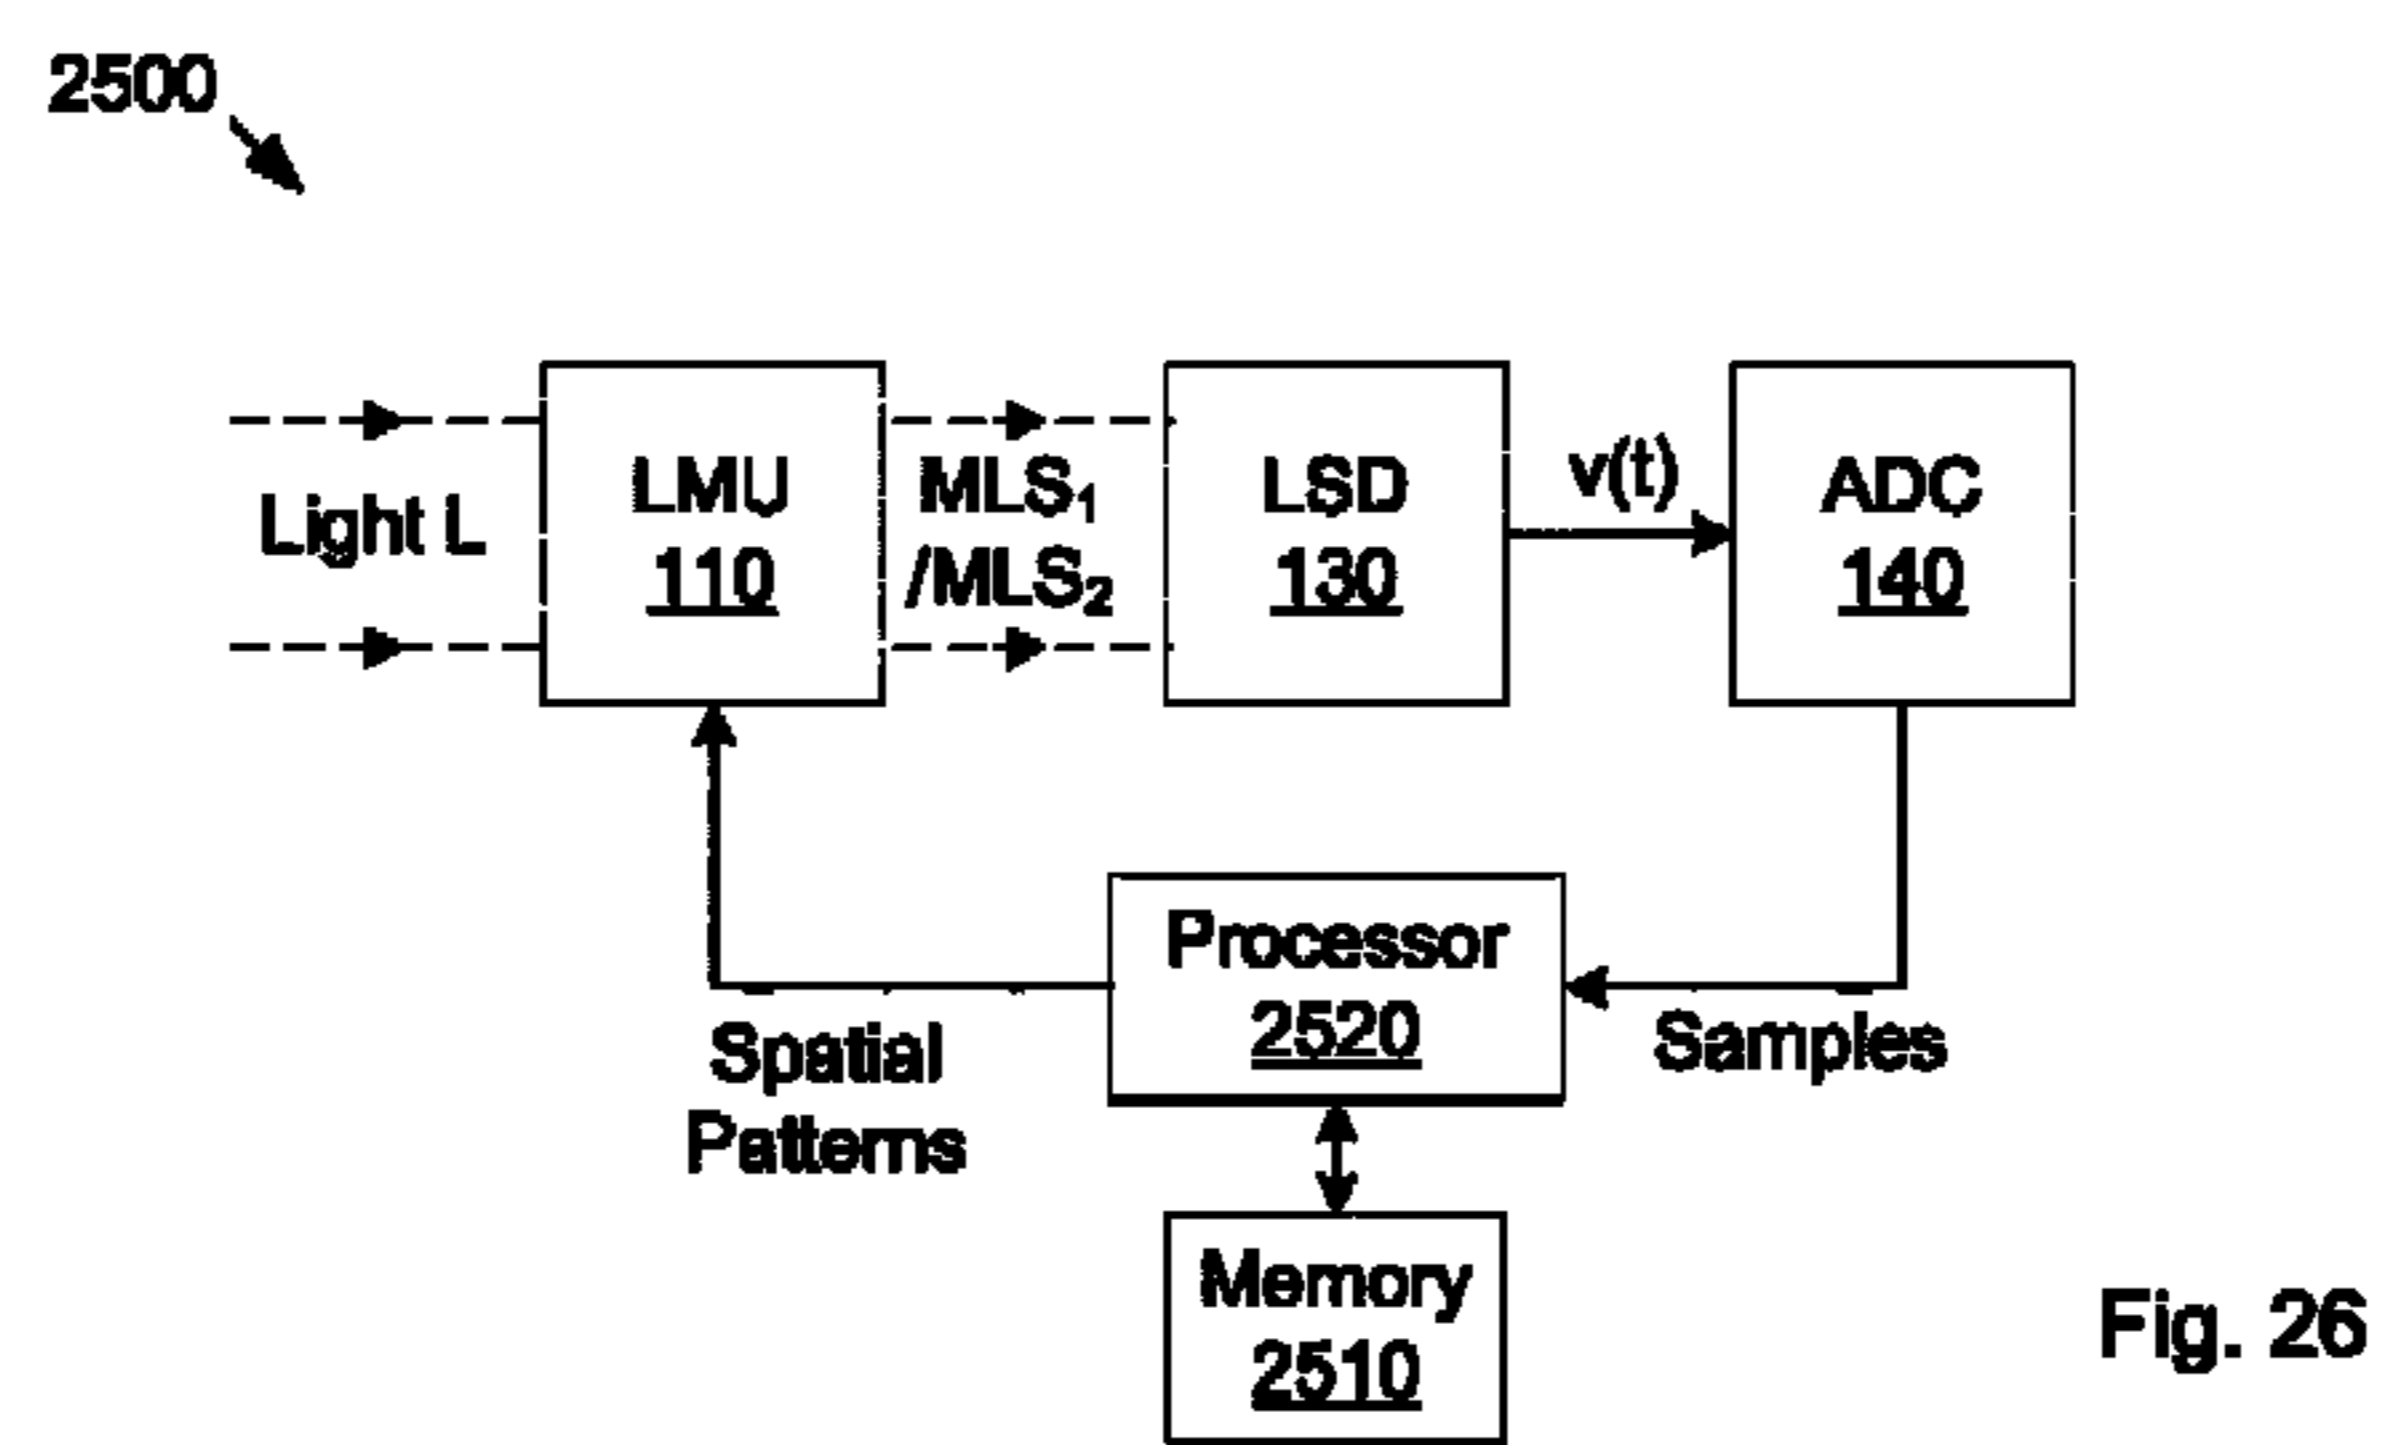 2500
Light L
LMU
110
MLS₁
/MLS₂
LSD
130
v(t)
ADC
140
Processor
2520
Spatial
Patterns
Samples
Memory
2510
Fig. 26